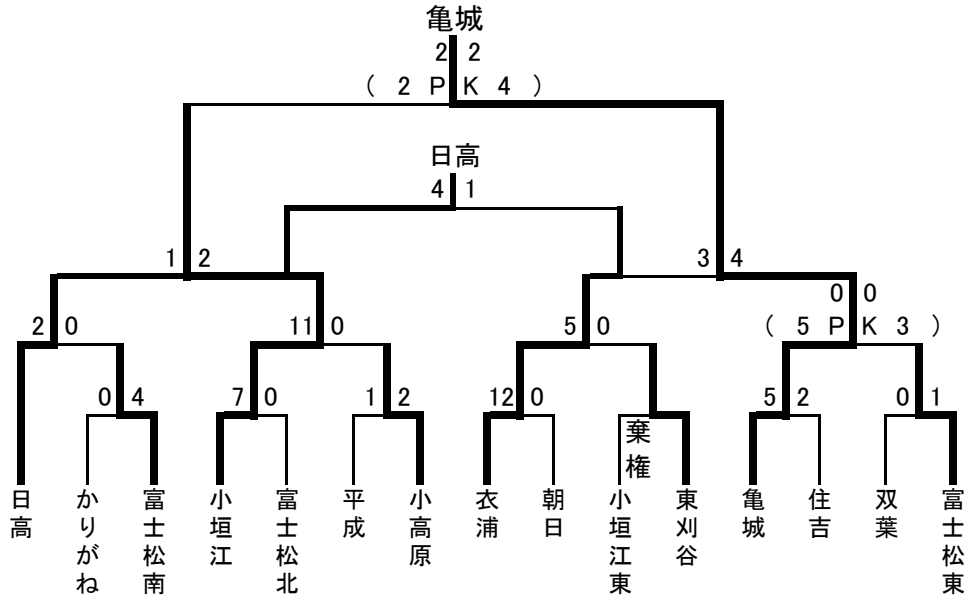 亀城
2 2
( 2 P K 4 )
日高
4 1
1 2
3 4
0 0
( 5 P K 3 )
2 0
11 0
5 0
0 4
7 0
1 2
12 0
棄権
5 2
0 1
日高
かりがね
富士松南
小垣江
富士松北
平成
小高原
衣浦
朝日
小垣江東
東刈谷
亀城
住吉
双葉
富士松東